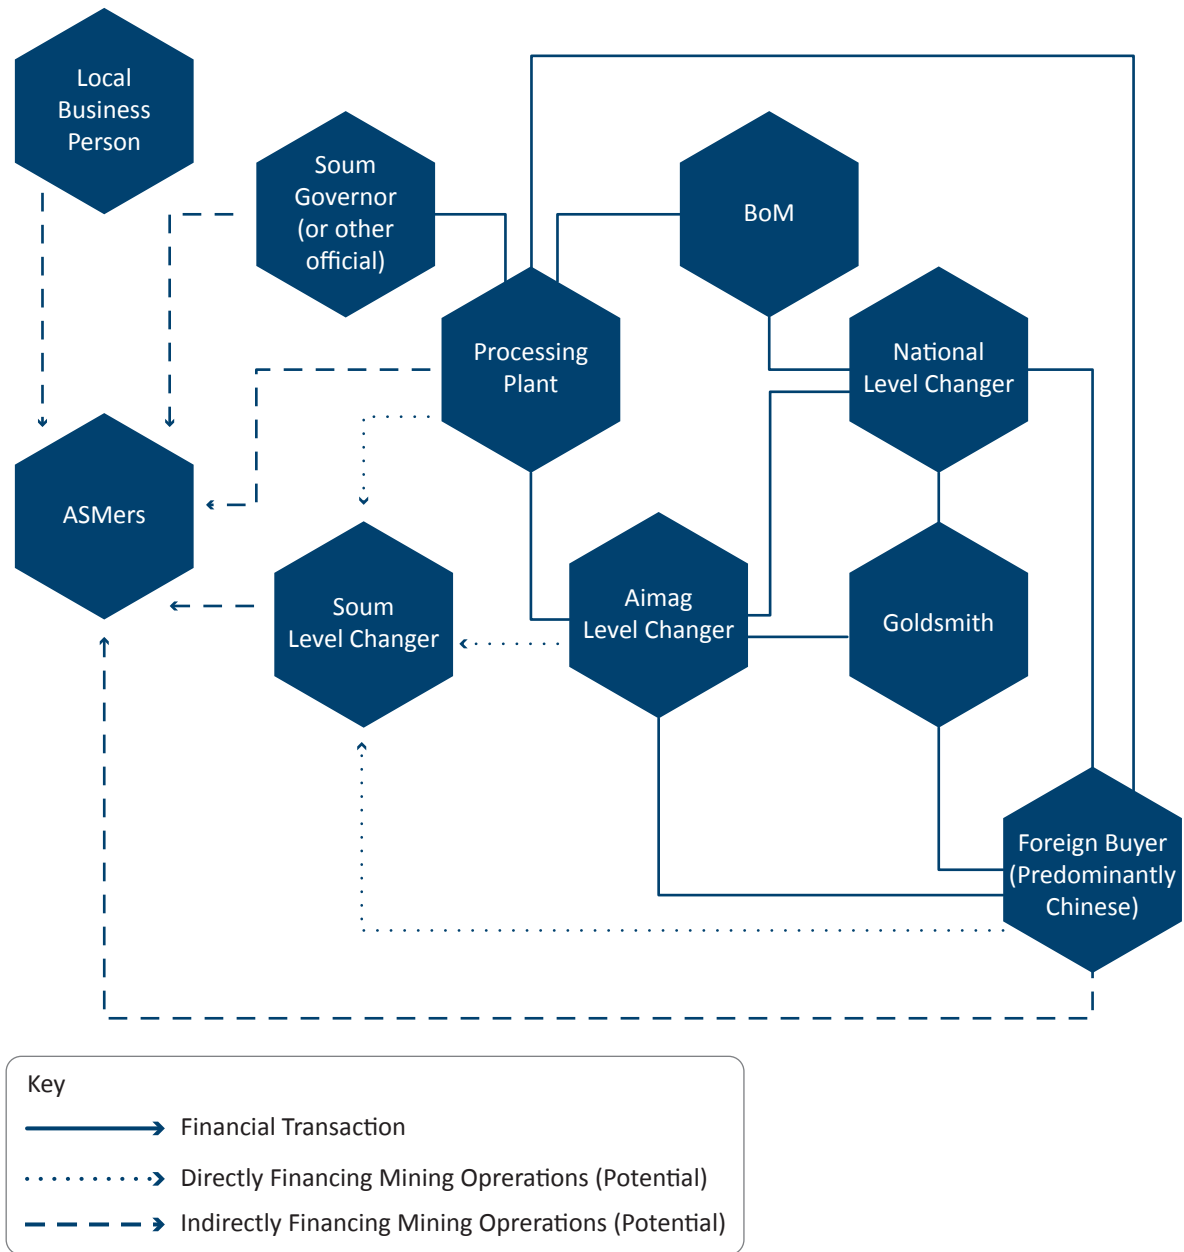 Local
Business
Person
Soum
Governor
(or other
official)
BoM
Processing
Plant
National
Level Changer
ASMers
Soum
Level Changer
Aimag
Level Changer
Goldsmith
Foreign Buyer
(Predominantly
Chinese)
Key
Financial Transaction
Directly Financing Mining Oprerations (Potential)
Indirectly Financing Mining Oprerations (Potential)